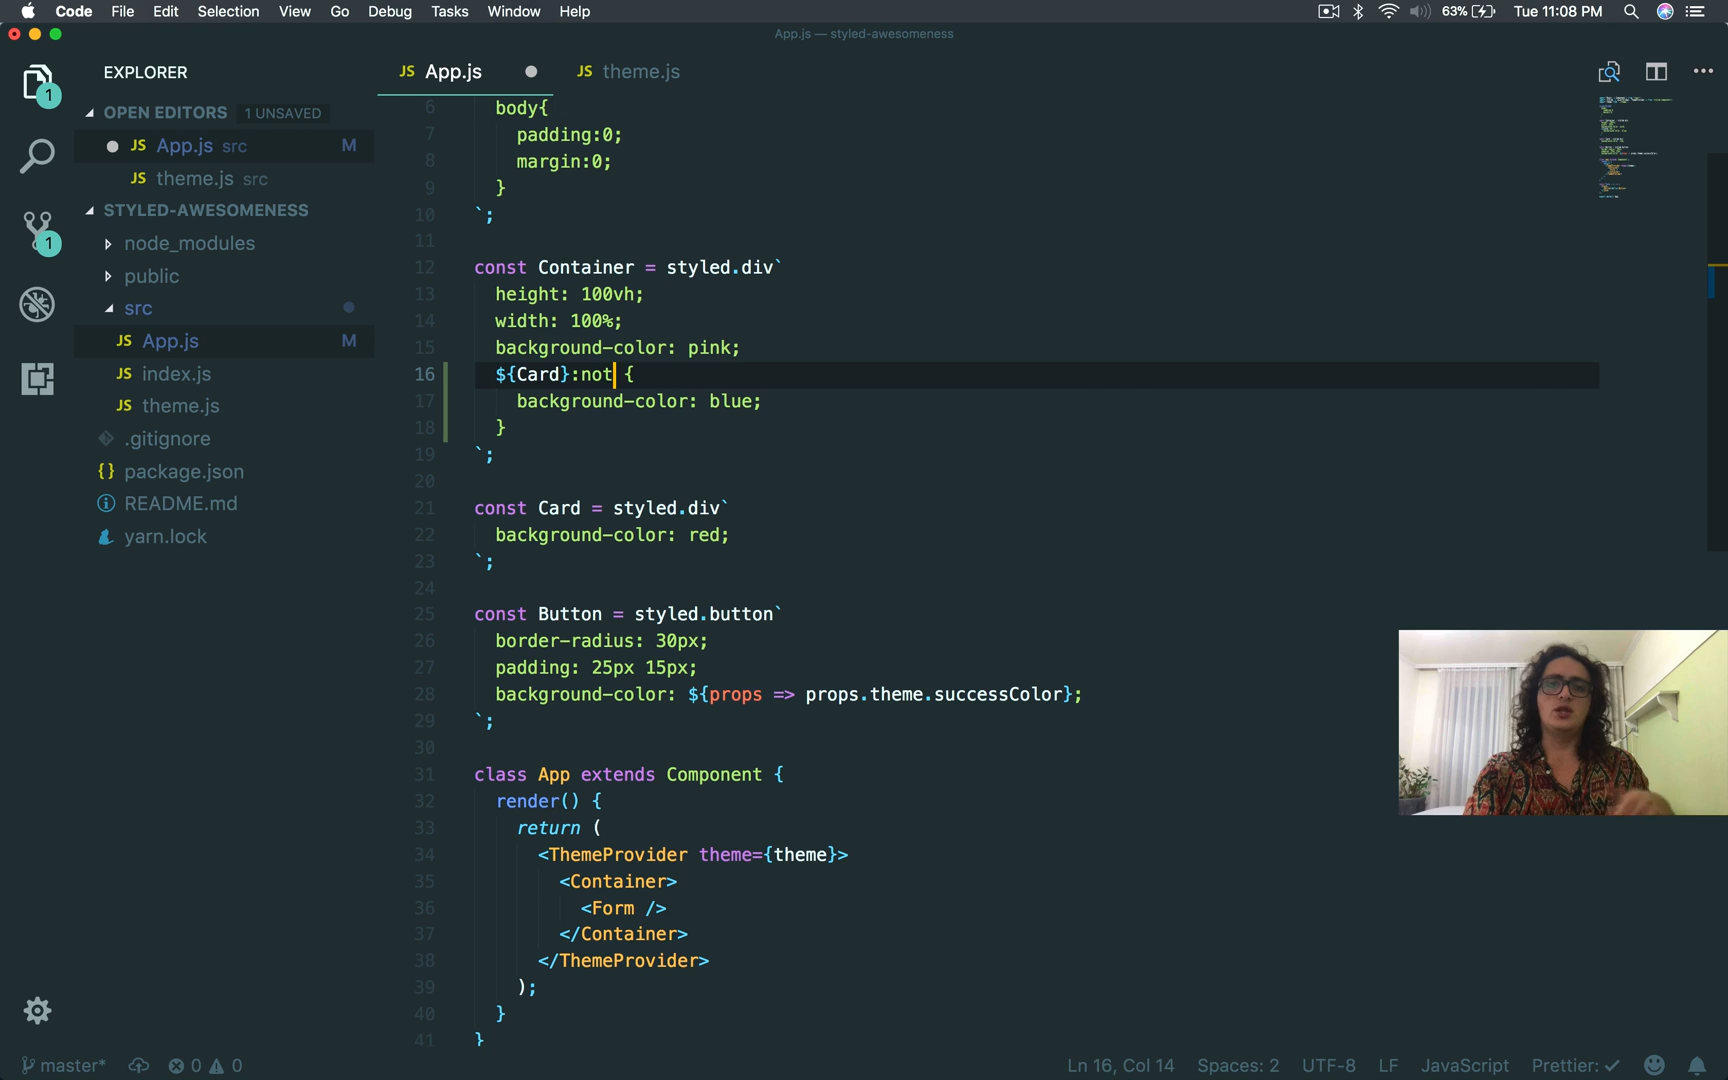 Code File Edit Selection View Go Debug Tasks Window Help 63% Tue 11:08 PM
App.js — styled-awesomeness
EXPLORER
OPEN EDITORS 1 UNSAVED
JS App.js src M
JS theme.js src
STYLED-AWESOMENESS
node_modules
public
src
JS App.js M
JS index.js
JS theme.js
.gitignore
{} package.json
README.md
yarn.lock
1
1
JS App.js JS theme.js
6 body{
7 padding:0;
8 margin:0;
9 }
10 `;
11
12 const Container = styled.div`
13 height: 100vh;
14 width: 100%;
15 background-color: pink;
16 ${Card}:not {
17 background-color: blue;
18 }
19 `;
20
21 const Card = styled.div`
22 background-color: red;
23 `;
24
25 const Button = styled.button`
26 border-radius: 30px;
27 padding: 25px 15px;
28 background-color: ${props => props.theme.successColor};
29 `;
30
31 class App extends Component {
32 render() {
33 return (
34 <ThemeProvider theme={theme}>
35 <Container>
36 <Form />
37 </Container>
38 </ThemeProvider>
39 );
40 }
41 }
master* 0 0 Ln 16, Col 14 Spaces: 2 UTF-8 LF JavaScript Prettier: ✓